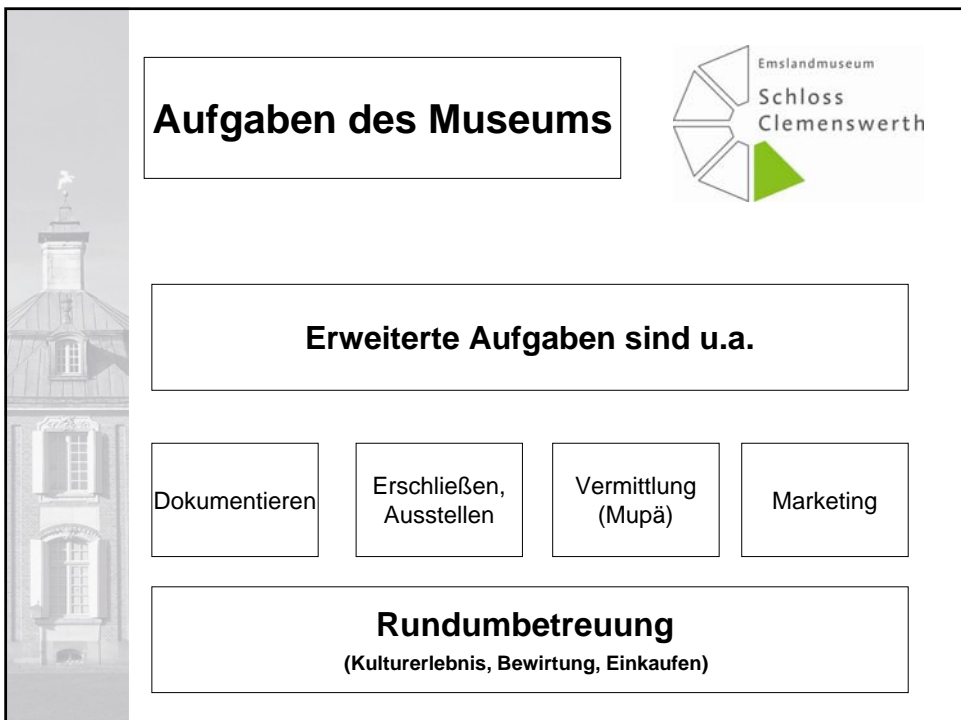 Aufgaben des Museums
Emslandmuseum
Schloss
Clemenswerth
Erweiterte Aufgaben sind u.a.
Dokumentieren
Erschließen,
Ausstellen
Vermittlung
(Mupä)
Marketing
Rundumbetreuung
(Kulturerlebnis, Bewirtung, Einkaufen)